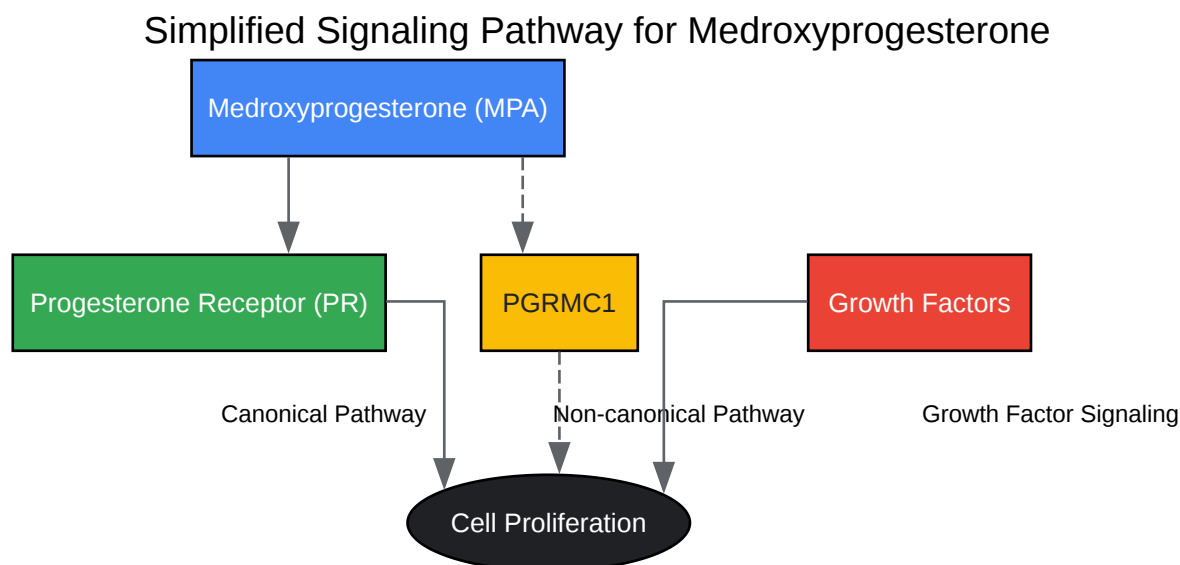 Simplified Signaling Pathway for Medroxyprogesterone
Medroxyprogesterone (MPA)
Progesterone Receptor (PR)
PGRMC1
Growth Factors
Canonical Pathway
Non-canonical Pathway
Growth Factor Signaling
Cell Proliferation